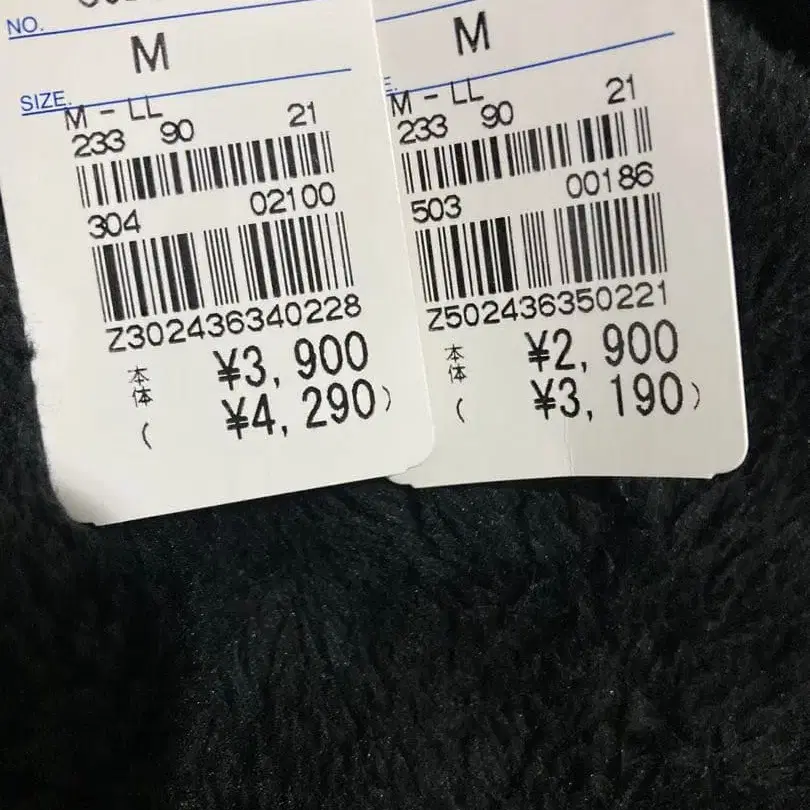 NO.
M
SIZE.
M - LL
233 90 21
304 02100
Z302436340228
本体 ¥3,900
( ¥4,290)
M
E.
M - LL
233 90 21
503 00186
Z502436350221
本体 ¥2,900
( ¥3,190)